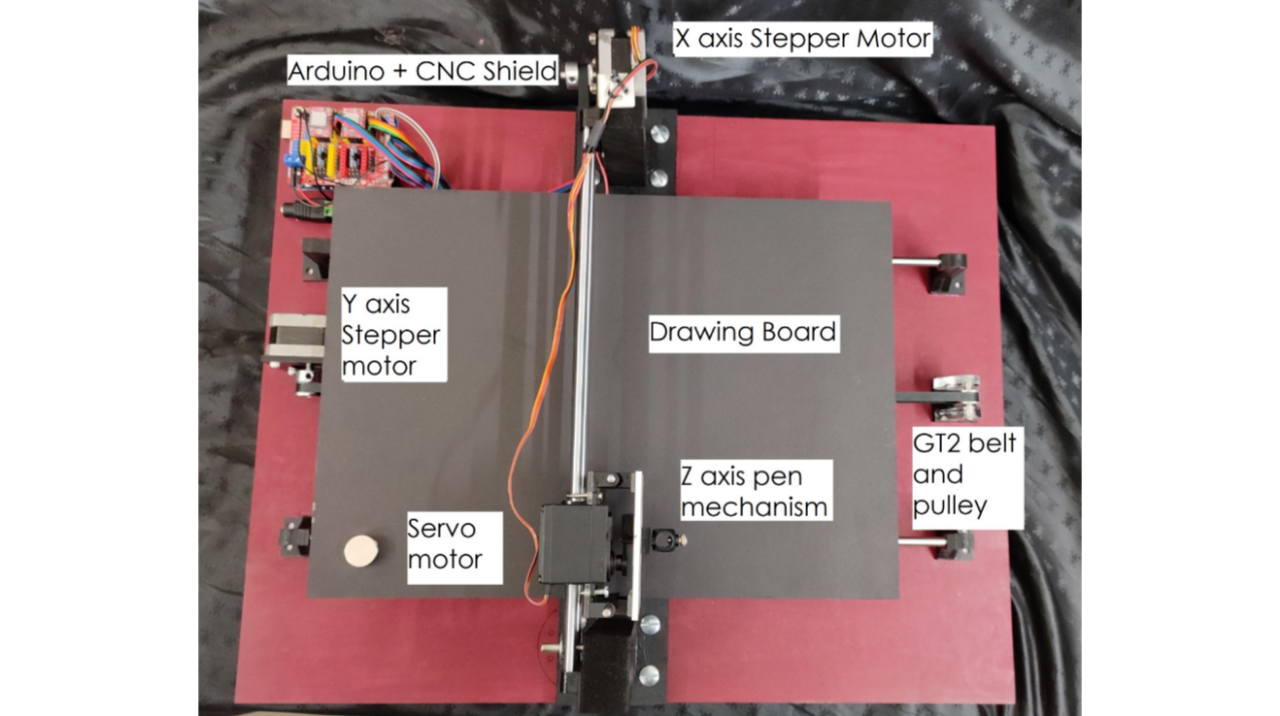 X axis Stepper Motor
Arduino + CNC Shield
Y axis
Stepper
motor
Drawing Board
GT2 belt
and
pulley
Z axis pen
mechanism
Servo
motor